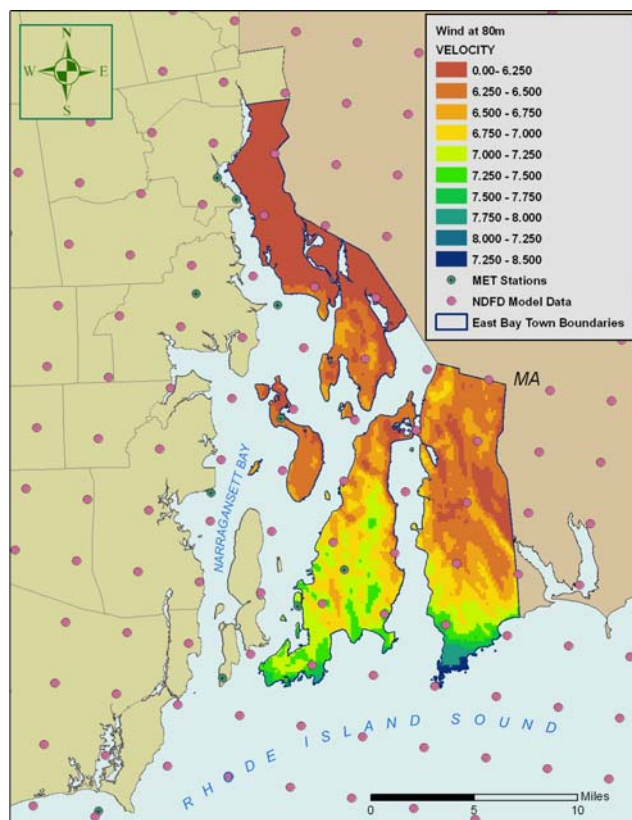 N
W E
S
Wind at 80m
VELOCITY
0.00- 6.250
6.250 - 6.500
6.500 - 6.750
6.750 - 7.000
7.000 - 7.250
7.250 - 7.500
7.500 - 7.750
7.750 - 8.000
8.000 - 7.250
7.250 - 8.500
MET Stations
NDFD Model Data
East Bay Town Boundaries
MA
NARRAGANSETT BAY
RHODE ISLAND SOUND
Miles
0 5 10